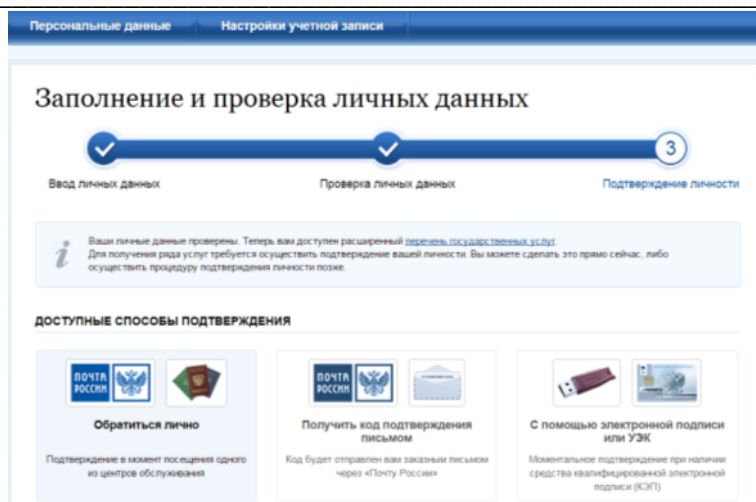 Персональные данные Настройки учетной записи
Заполнение и проверка личных данных
3
Ввод личных данных Проверка личных данных Подтверждение личности
i Ваши личные данные проверены. Теперь вам доступен расширенный перечень государственных услуг.
Для получения ряда услуг требуется осуществить подтверждение вашей личности. Вы можете сделать это прямо сейчас, либо
осуществить процедуру подтверждения личности позже.
ДОСТУПНЫЕ СПОСОБЫ ПОДТВЕРЖДЕНИЯ
ПОЧТА
РОССИИ
Обратиться лично
Подтверждение в момент посещения одного
из центров обслуживания
ПОЧТА
РОССИИ
Получить код подтверждения
письмом
Код будет отправлен вам заказным письмом
через «Почту России»
С помощью электронной подписи
или УЭК
Моментальное подтверждение при наличии
средства квалифицированной электронной
подписи (КЭП)